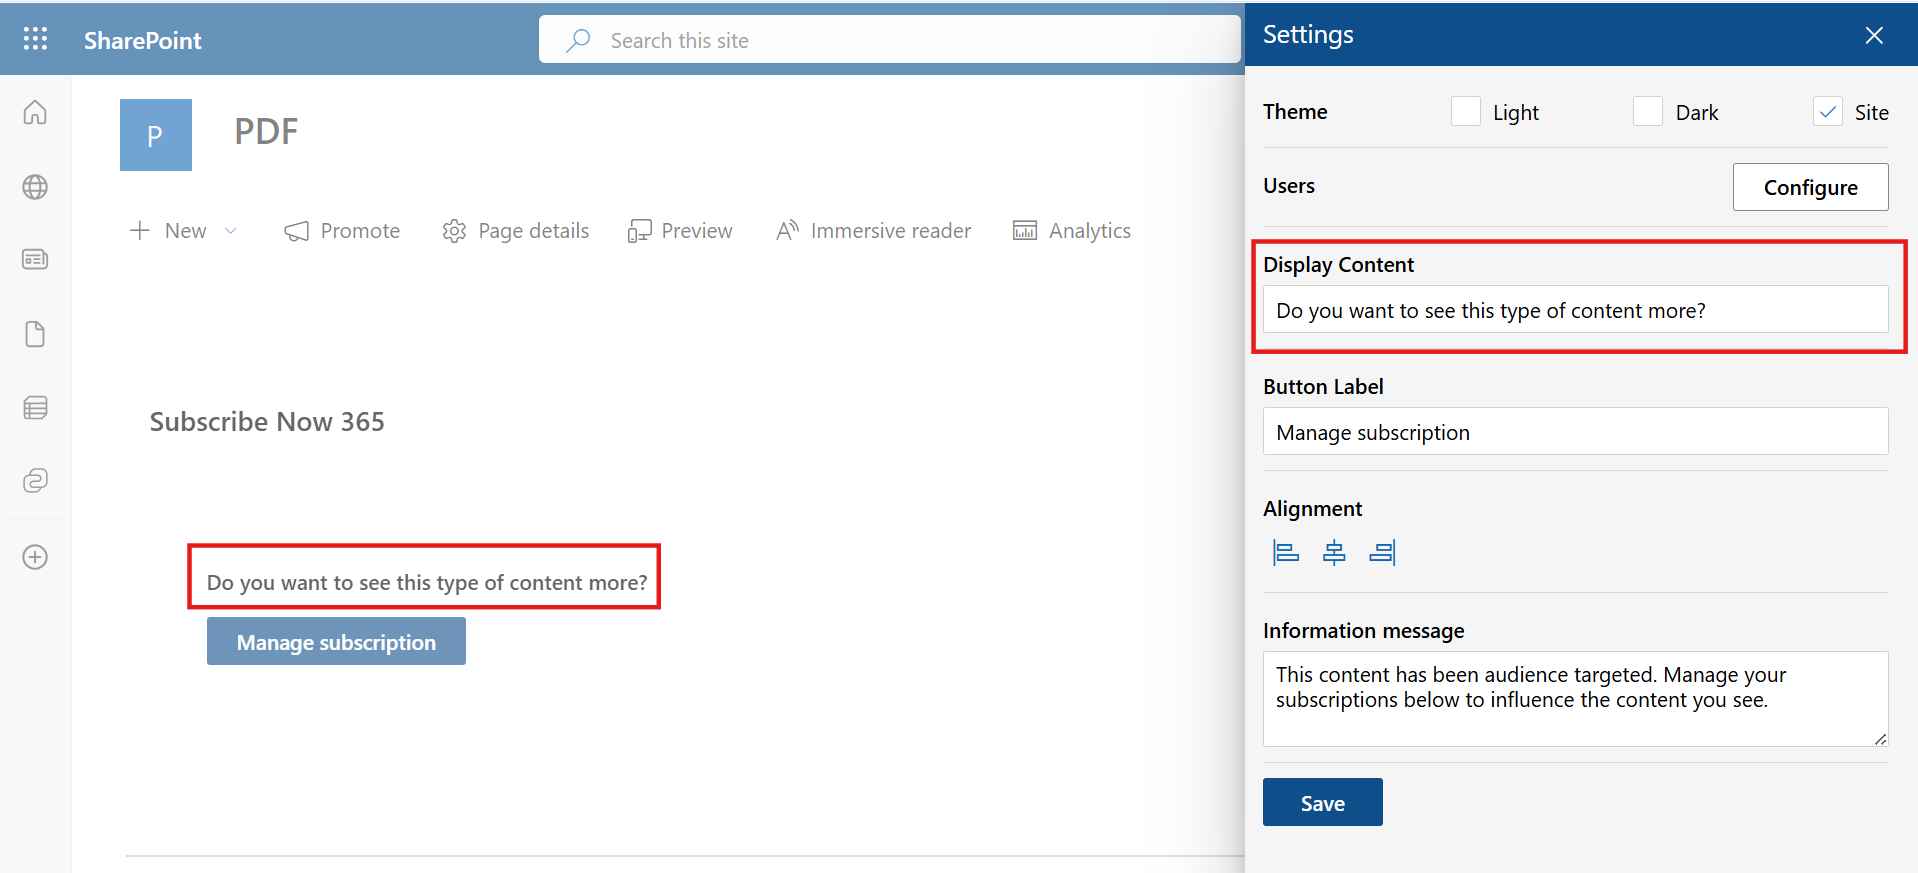 SharePoint
Search this site
P
PDF
New
Promote
Page details
Preview
Immersive reader
Analytics
Subscribe Now 365
Do you want to see this type of content more?
Manage subscription
Settings
Theme
Light
Dark
Site
Users
Configure
Display Content
Do you want to see this type of content more?
Button Label
Manage subscription
Alignment
Information message
This content has been audience targeted. Manage your
subscriptions below to influence the content you see.
Save